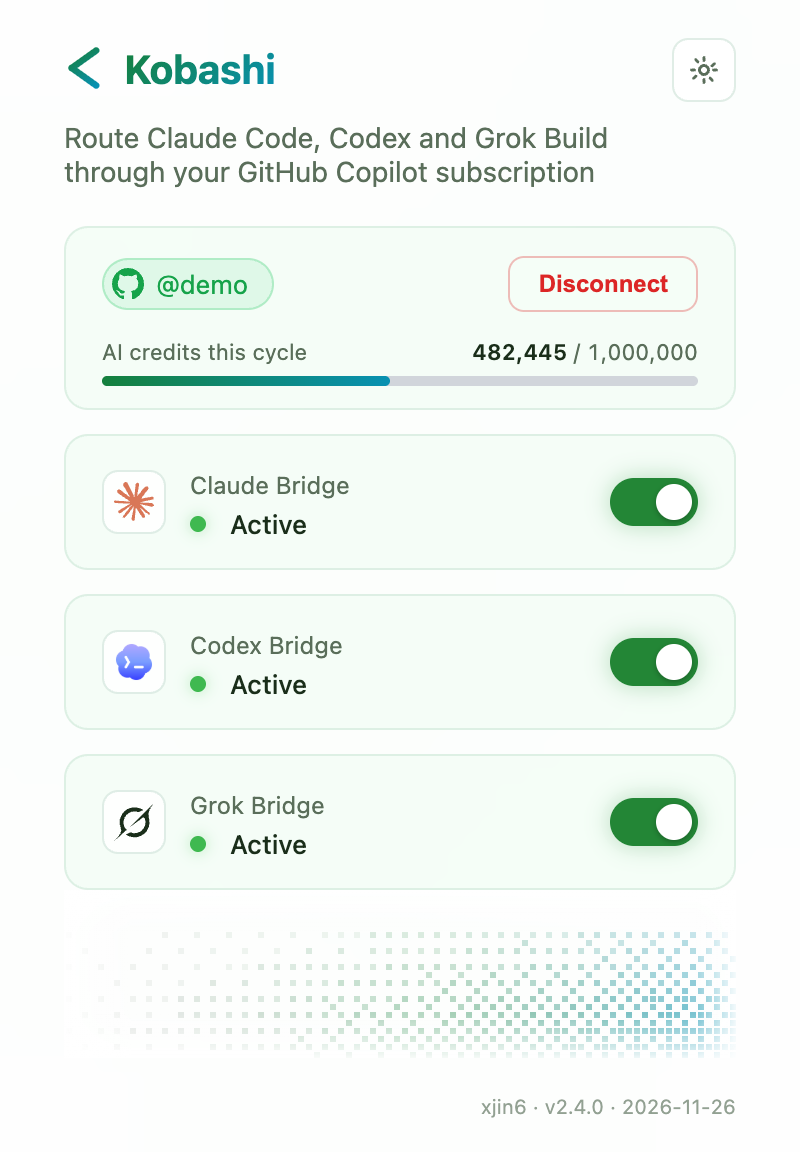 Kobashi
Route Claude Code, Codex and Grok Build
through your GitHub Copilot subscription
@demo
Disconnect
AI credits this cycle
482,445 / 1,000,000
Claude Bridge
Active
Codex Bridge
Active
Grok Bridge
Active
xjin6 · v2.4.0 · 2026-11-26